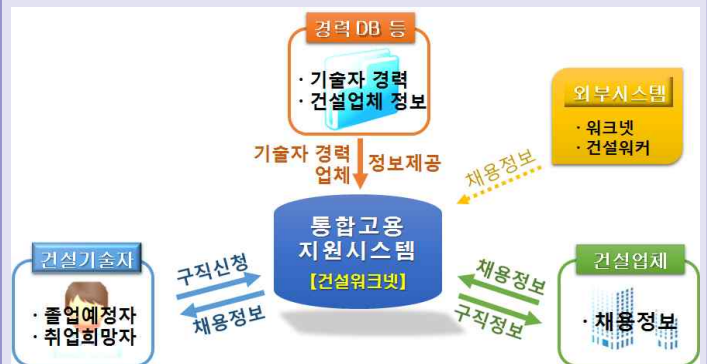 경력 DB 등
· 기술자 경력
· 건설업체 정보
외부시스템
· 워크넷
· 건설워커
기술자 경력
업체
정보제공
채용정보
통합고용
지원시스템
【건설워크넷】
건설기술자
· 졸업예정자
· 취업희망자
구직신청
채용정보
채용정보
구직정보
건설업체
· 채용정보